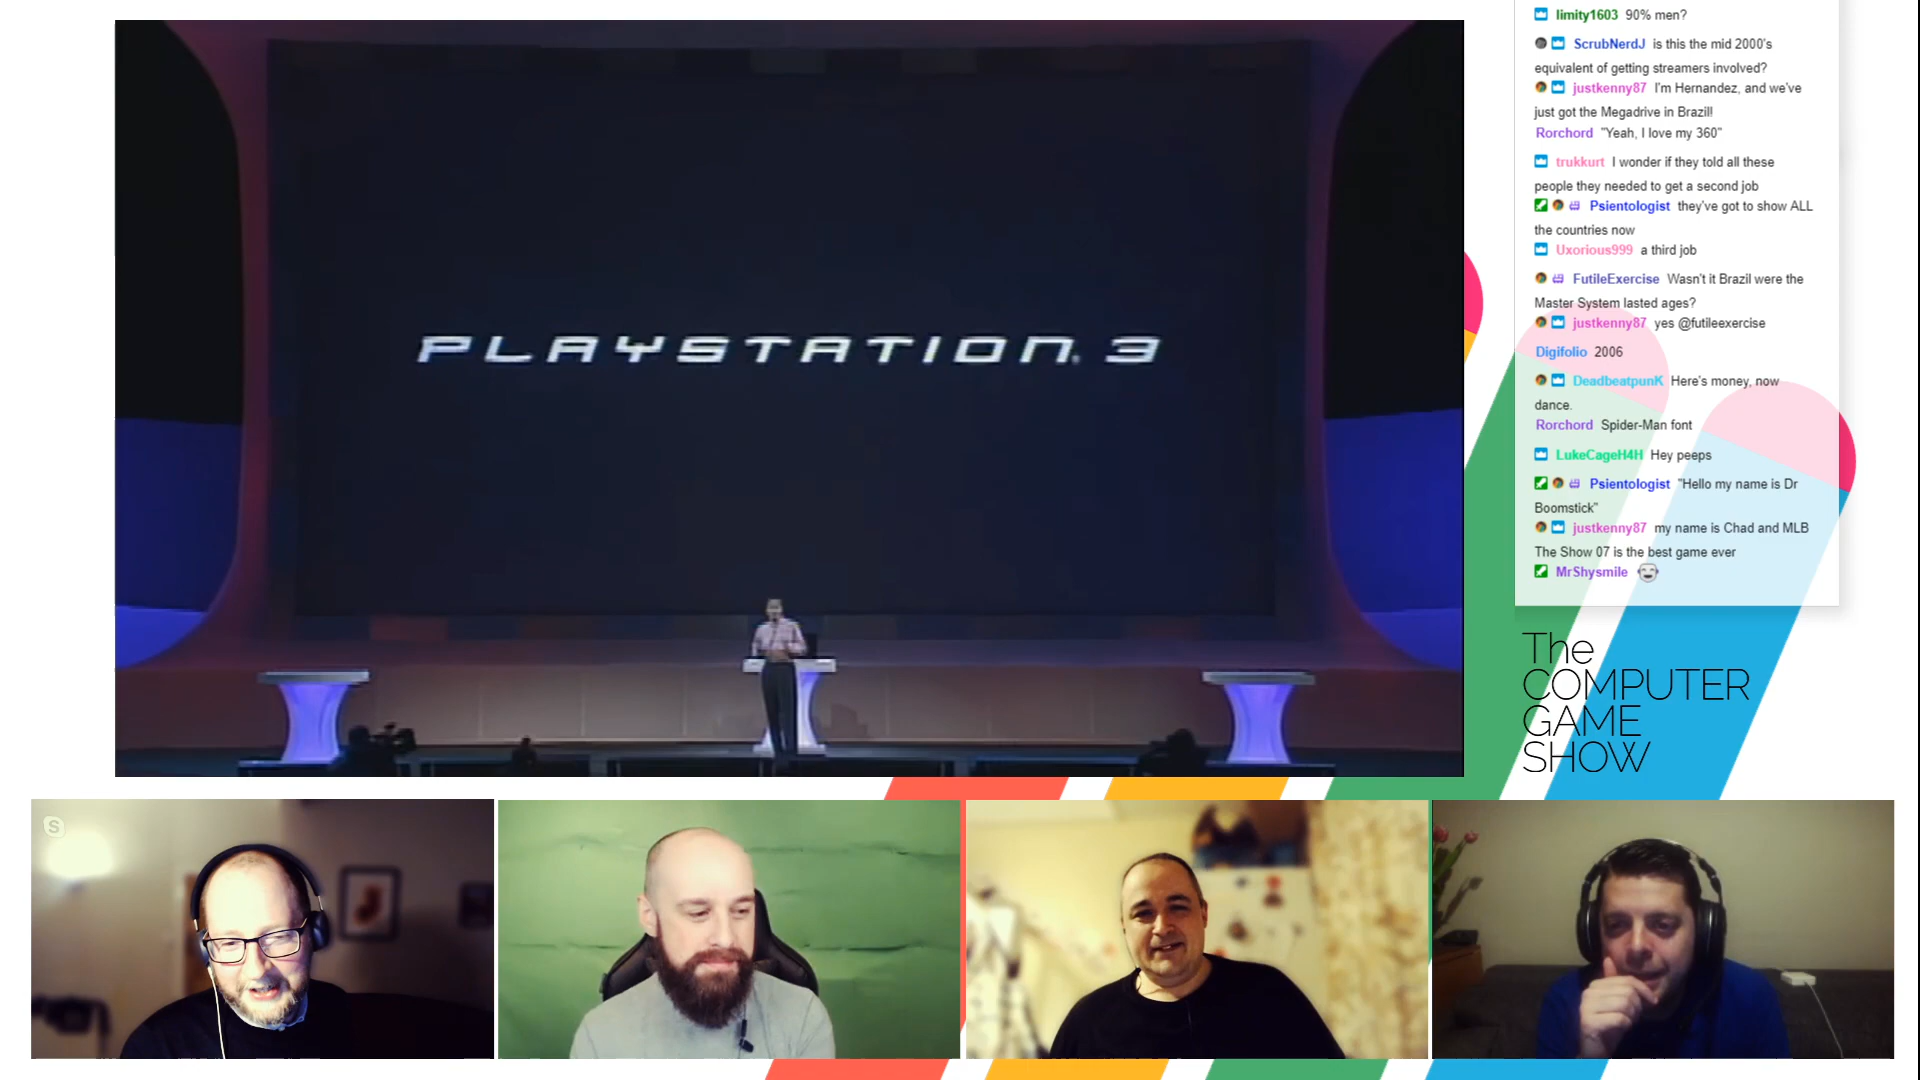 PLAYSTATION. 3
limity1603 90% men?
ScrubNerdJ is this the mid 2000's
equivalent of getting streamers involved?
justkenny87 I'm Hernandez, and we've
just got the Megadrive in Brazil!
Rorchord "Yeah, I love my 360"
trukkurt I wonder if they told all these
people they needed to get a second job
Psientologist they've got to show ALL
the countries now
Uxorious999 a third job
FutileExercise Wasn't it Brazil were the
Master System lasted ages?
justkenny87 yes @futileexercise
Digifolio 2006
DeadbeatpunK Here's money, now
dance.
Rorchord Spider-Man font
LukeCageH4H Hey peeps
Psientologist "Hello my name is Dr
Boomstick"
justkenny87 my name is Chad and MLB
The Show 07 is the best game ever
MrShysmile
The
COMPUTER
GAME
SHOW
S